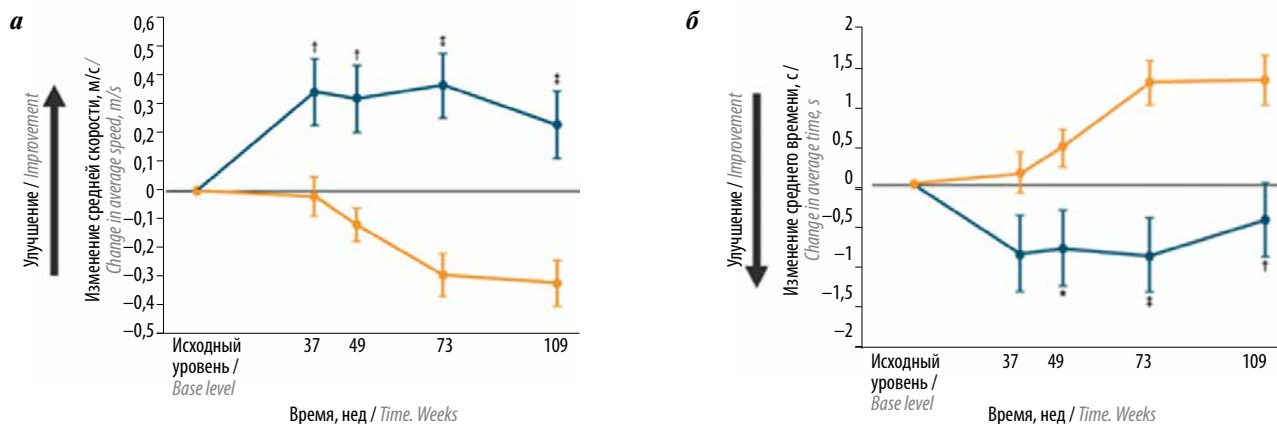 а
Улучшение / Improvement
Изменение средней скорости, м/с /
Change in average speed, m/s
0,6
0,5
0,4
0,3
0,2
0,1
0
–0,1
–0,2
–0,3
–0,4
–0,5
†
†
‡
‡
Исходный
уровень /
Base level
37
49
73
109
Время, нед / Time. Weeks
б
Улучшение / Improvement
Изменение среднего времени, с /
Change in average time, s
2
1,5
1
0,5
0
–0,5
–1
–1,5
–2
*
‡
†
Исходный
уровень /
Base level
37
49
73
109
Время, нед / Time. Weeks